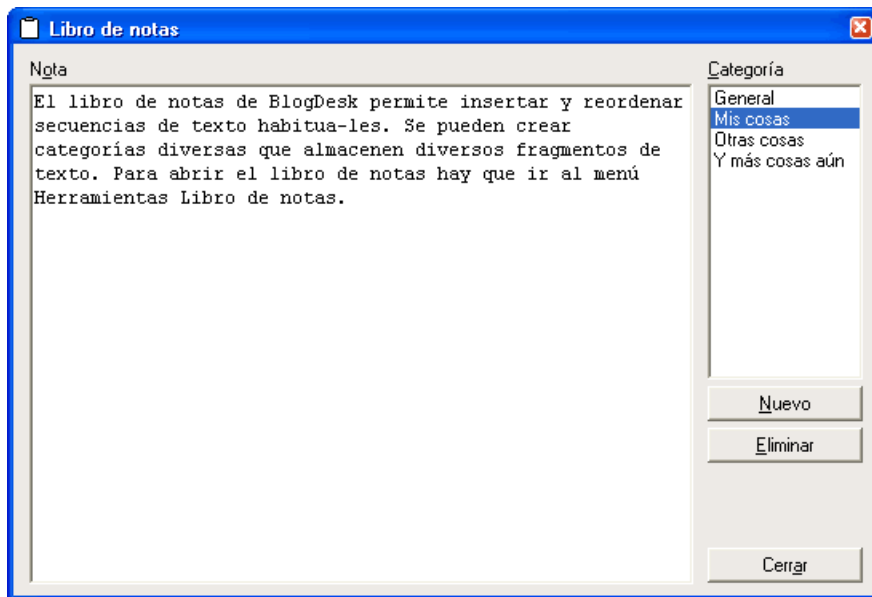 Libro de notas
Nota
El libro de notas de BlogDesk permite insertar y reordenar
secuencias de texto habitua-les. Se pueden crear
categorías diversas que almacenen diversos fragmentos de
texto. Para abrir el libro de notas hay que ir al menú
Herramientas Libro de notas.
Categoría
General
Mis cosas
Otras cosas
Y más cosas aún
Nuevo
Eliminar
Cerrar